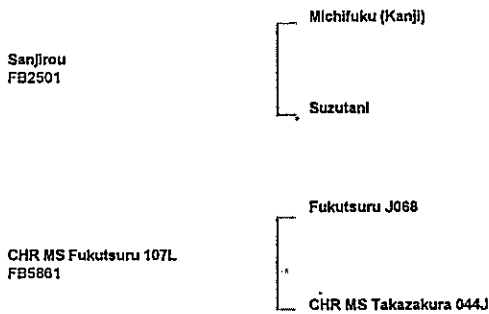 Michifuku (Kanji)
Sanjirou
FB2501
Suzutani
Fukutsuru J068
CHR MS Fukutsuru 107L
FB5861
CHR MS Takazakura 044J